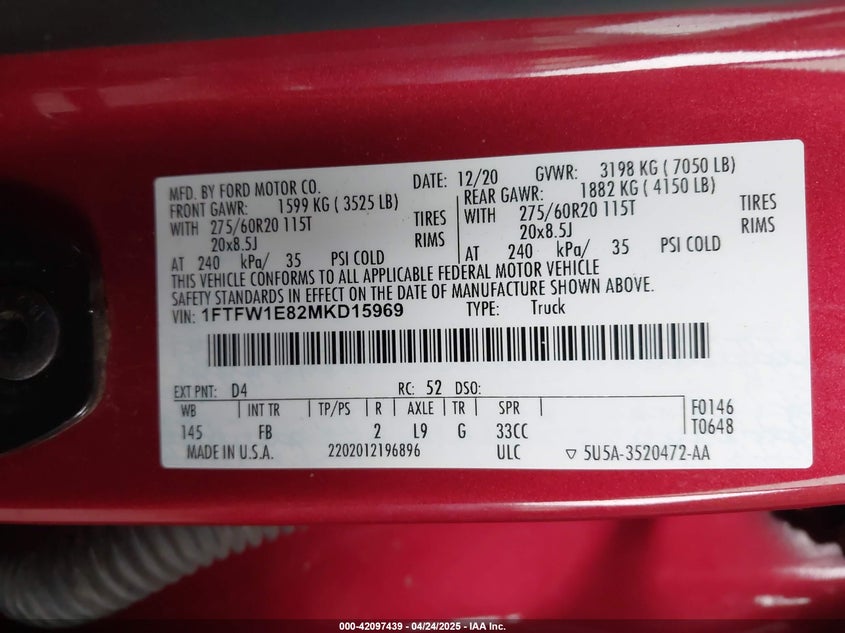 MFD. BY FORD MOTOR CO. DATE: 12/20 GVWR: 3198 KG ( 7050 LB)
FRONT GAWR: 1599 KG ( 3525 LB) REAR GAWR: 1882 KG ( 4150 LB)
WITH 275/60R20 115T TIRES WITH 275/60R20 115T TIRES
20x8.5J RIMS 20x8.5J RIMS
AT 240 kPa/ 35 PSI COLD AT 240 kPa/ 35 PSI COLD
THIS VEHICLE CONFORMS TO ALL APPLICABLE FEDERAL MOTOR VEHICLE
SAFETY STANDARDS IN EFFECT ON THE DATE OF MANUFACTURE SHOWN ABOVE.
VIN: 1FTFW1E82MKD15969 TYPE: Truck
EXT PNT: D4 RC: 52 DSO:
WB INT TR TP/PS R AXLE TR SPR F0146
145 FB 2 L9 G 33CC T0648
MADE IN U.S.A. 2202012196896 ULC ▽ 5U5A-3520472-AA
000-42097439 - 04/24/2025 - IAA Inc.